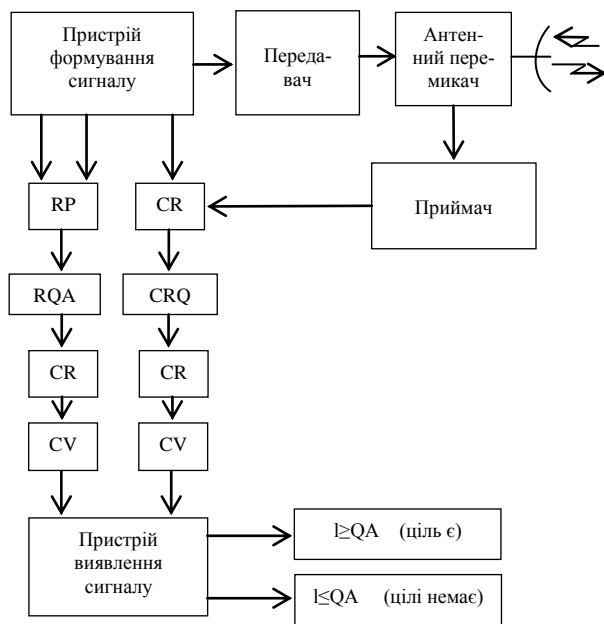 Пристрій
формування
сигналу
Переда-
вач
Антен-
ний пере-
микач
RP
CR
Приймач
RQA
CRQ
CR
CR
CV
CV
Пристрій
виявлення
сигналу
l≥QA (ціль є)
l≤QA (цілі немає)